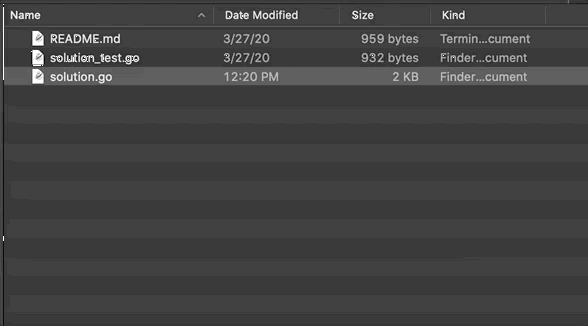 Name Date Modified Size Kind
README.md 3/27/20 959 bytes Termin...cument
solution_test.go 3/27/20 932 bytes Finder...cument
solution.go 12:20 PM 2 KB Finder...cument